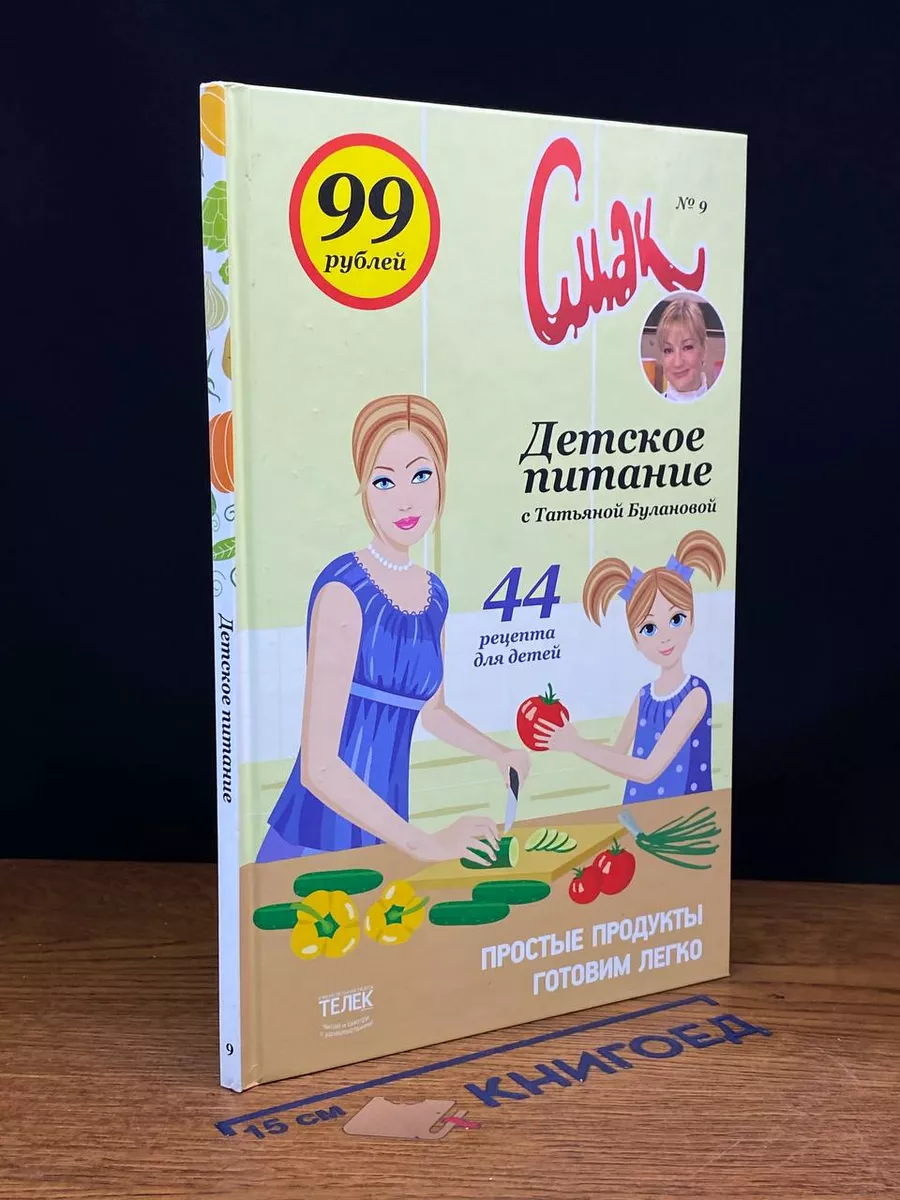 99
рублей
Смак
№ 9
Детское
питание
с Татьяной Булановой
44
рецепта
для детей
ПРОСТЫЕ ПРОДУКТЫ
ГОТОВИМ ЛЕГКО
ТЕЛЕК
Детское питание
9
15 см
КНИГОЕД